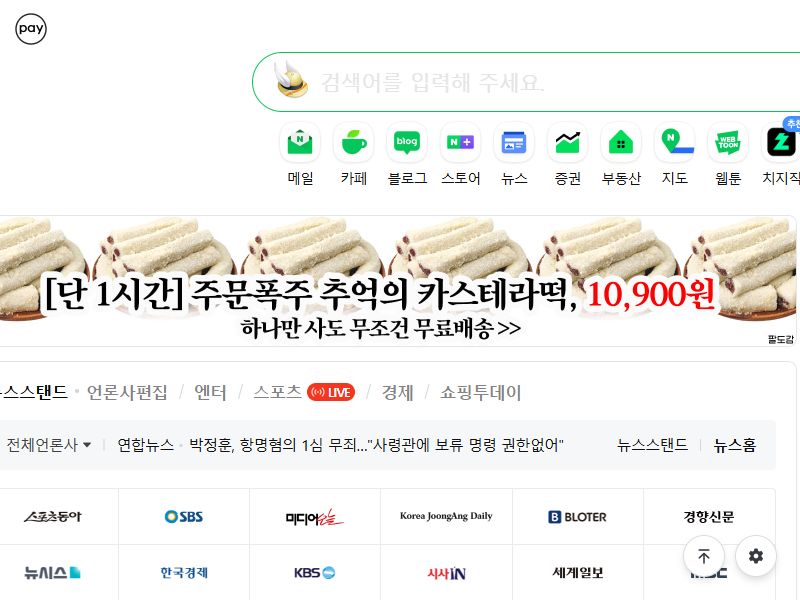 pay
검색어를 입력해 주세요.
추천
메일 카페 블로그 스토어 뉴스 증권 부동산 지도 웹툰 치지직
[단 1시간] 주문폭주 추억의 카스테라떡, 10,900원
하나만 사도 무조건 무료배송 >>
팔도감
뉴스스탠드 · 언론사편집 / 엔터 / 스포츠 LIVE / 경제 / 쇼핑투데이
전체언론사 연합뉴스 · 박정훈, 항명혐의 1심 무죄..."사령관에 보류 명령 권한없어" 뉴스스탠드 뉴스홈
스포츠동아 SBS 미디어오늘 Korea JoongAng Daily BLOTER 경향신문
뉴시스 한국경제 KBS 시사IN 세계일보